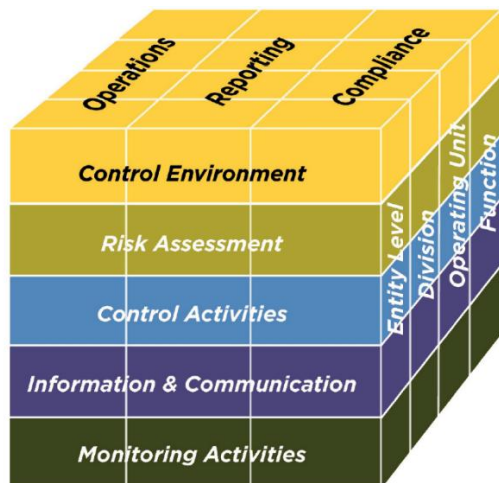 Operations
Reporting
Compliance
Control Environment
Risk Assessment
Control Activities
Information & Communication
Monitoring Activities
Entity Level
Division
Operating Unit
Function